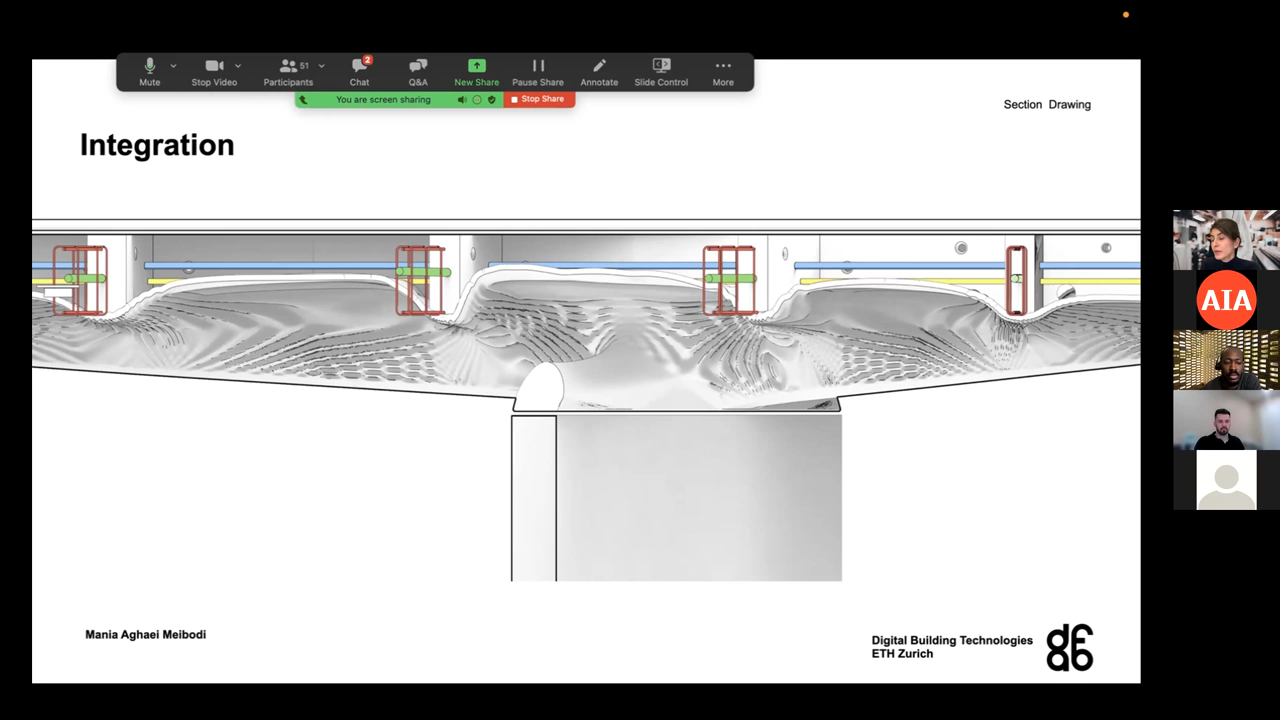 Mute
Stop Video
Participants
51
Chat
2
Q&A
New Share
Pause Share
Annotate
Slide Control
More
You are screen sharing
Stop Share
Section Drawing
Integration
AIA
Mania Aghaei Meibodi
Digital Building Technologies
ETH Zurich
dfab